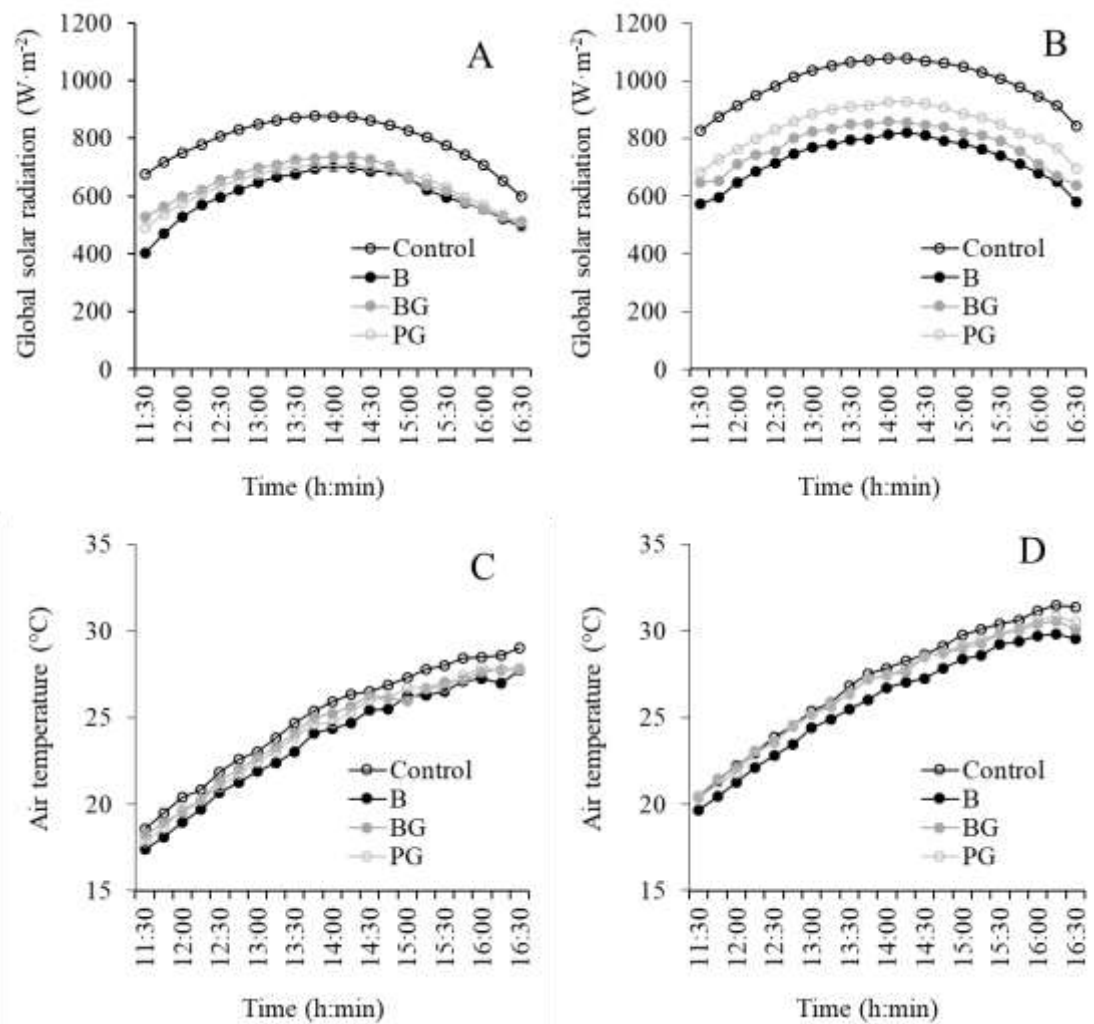 Global solar radiation (W·m⁻²)
1200
1000
800
600
400
200
0
A
Control
B
BG
PG
11:30
12:00
12:30
13:00
13:30
14:00
14:30
15:00
15:30
16:00
16:30
Time (h:min)
Global solar radiation (W·m⁻²)
1200
1000
800
600
400
200
0
B
Control
B
BG
PG
11:30
12:00
12:30
13:00
13:30
14:00
14:30
15:00
15:30
16:00
16:30
Time (h:min)
Air temperature (°C)
35
30
25
20
15
C
Control
B
BG
PG
11:30
12:00
12:30
13:00
13:30
14:00
14:30
15:00
15:30
16:00
16:30
Time (h:min)
Air temperature (°C)
35
30
25
20
15
D
Control
B
BG
PG
11:30
12:00
12:30
13:00
13:30
14:00
14:30
15:00
15:30
16:00
16:30
Time (h:min)